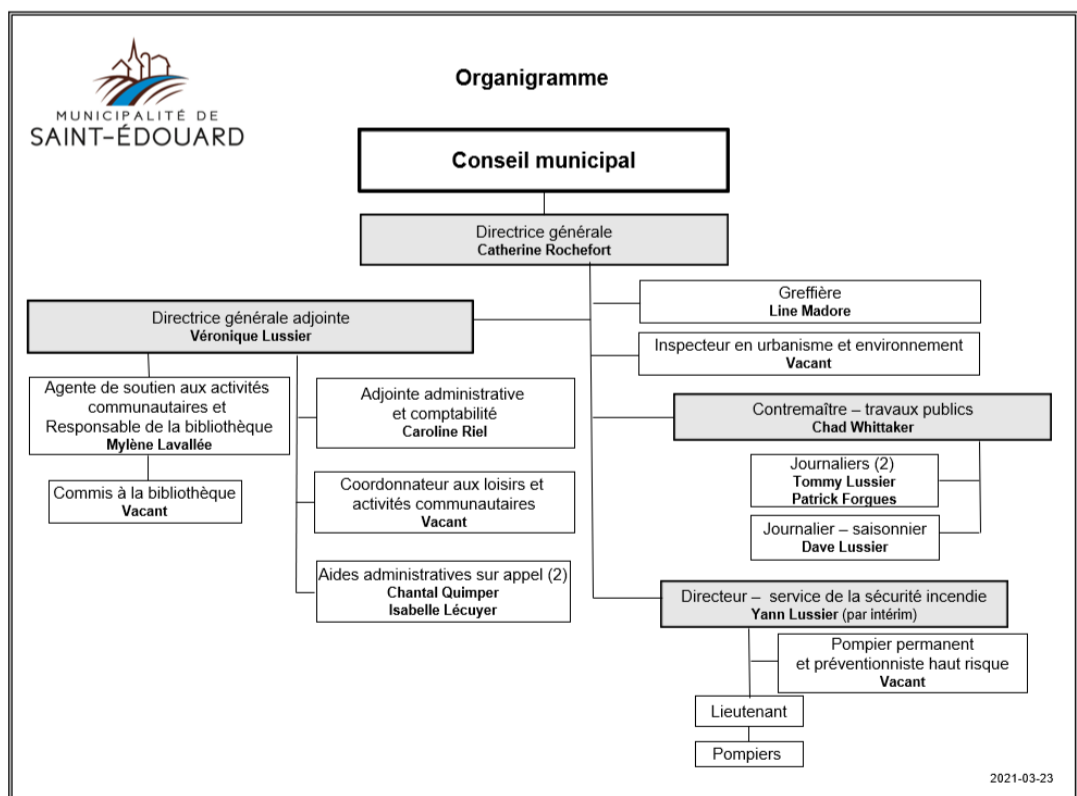 MUNICIPALITÉ DE
SAINT-ÉDOUARD
Organigramme
Conseil municipal
Directrice générale
Catherine Rochefort
Greffière
Line Madore
Directrice générale adjointe
Véronique Lussier
Inspecteur en urbanisme et environnement
Vacant
Agente de soutien aux activités
communautaires et
Responsable de la bibliothèque
Mylène Lavallée
Commis à la bibliothèque
Vacant
Adjointe administrative
et comptabilité
Caroline Riel
Coordonnateur aux loisirs et
activités communautaires
Vacant
Aides administratives sur appel (2)
Chantal Quimper
Isabelle Lécuyer
Contremaître – travaux publics
Chad Whittaker
Journaliers (2)
Tommy Lussier
Patrick Forgues
Journalier – saisonnier
Dave Lussier
Directeur – service de la sécurité incendie
Yann Lussier (par intérim)
Pompier permanent
et préventionniste haut risque
Vacant
Lieutenant
Pompiers
2021-03-23